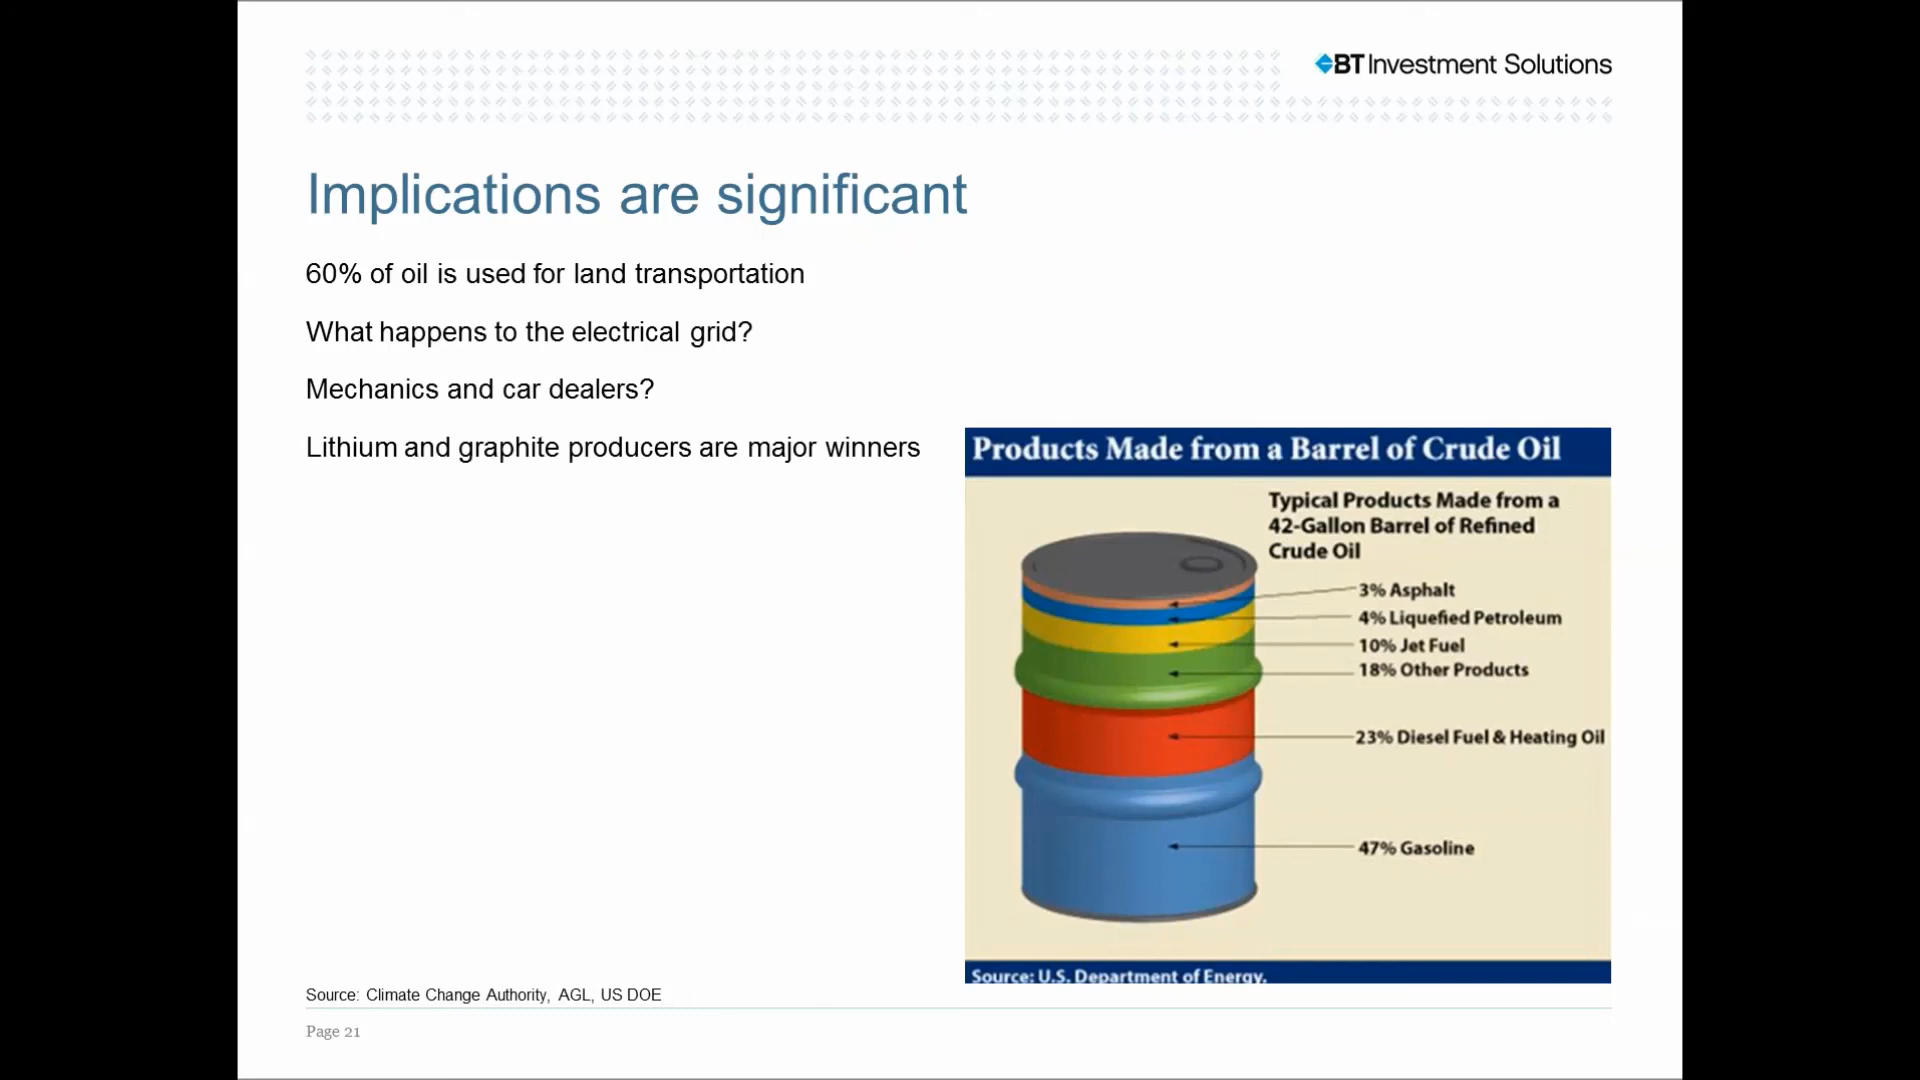 BT Investment Solutions
Implications are significant
60% of oil is used for land transportation
What happens to the electrical grid?
Mechanics and car dealers?
Lithium and graphite producers are major winners
Products Made from a Barrel of Crude Oil
Typical Products Made from a
42-Gallon Barrel of Refined
Crude Oil
3% Asphalt
4% Liquefied Petroleum
10% Jet Fuel
18% Other Products
23% Diesel Fuel & Heating Oil
47% Gasoline
Source: U.S. Department of Energy.
Source: Climate Change Authority, AGL, US DOE
Page 21